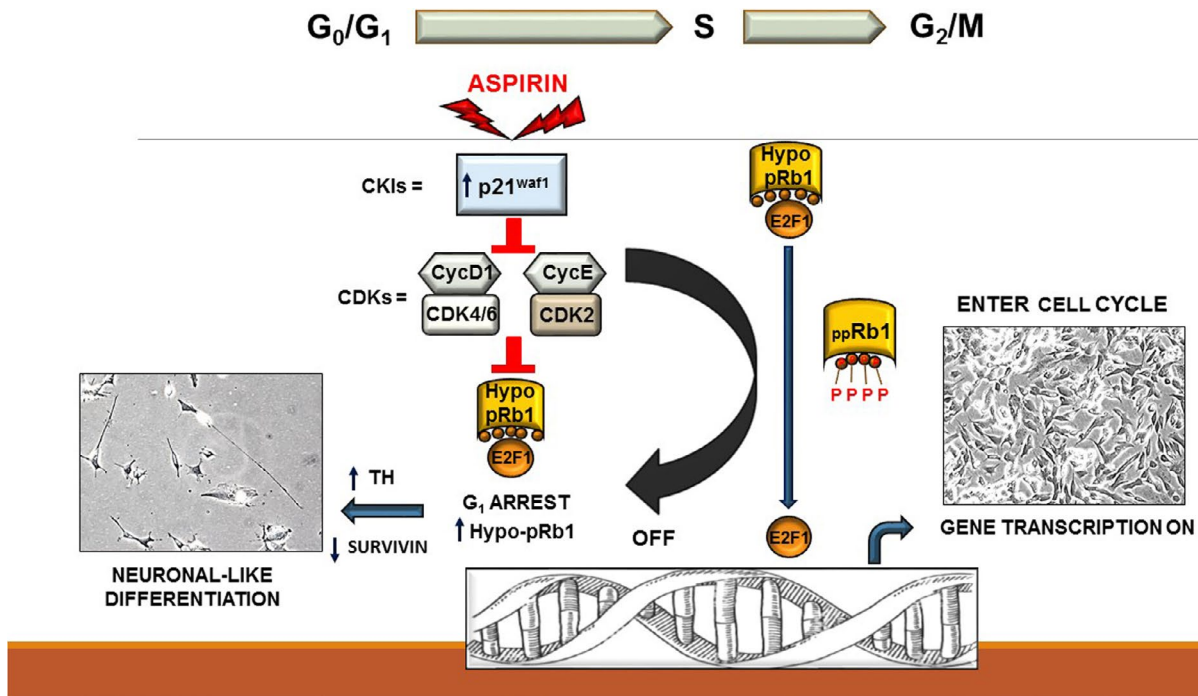 G₀/G₁ S G₂/M
ASPIRIN
CKIs = p21ᵂᵃᶠ¹
CDKs =
CycD1
CDK4/6
CycE
CDK2
Hypo
pRb1
E2F1
G₁ ARREST
Hypo-pRb1
TH
SURVIVIN
NEURONAL-LIKE
DIFFERENTIATION
OFF
Hypo
pRb1
E2F1
ppRb1
P P P P
E2F1
ENTER CELL CYCLE
GENE TRANSCRIPTION ON